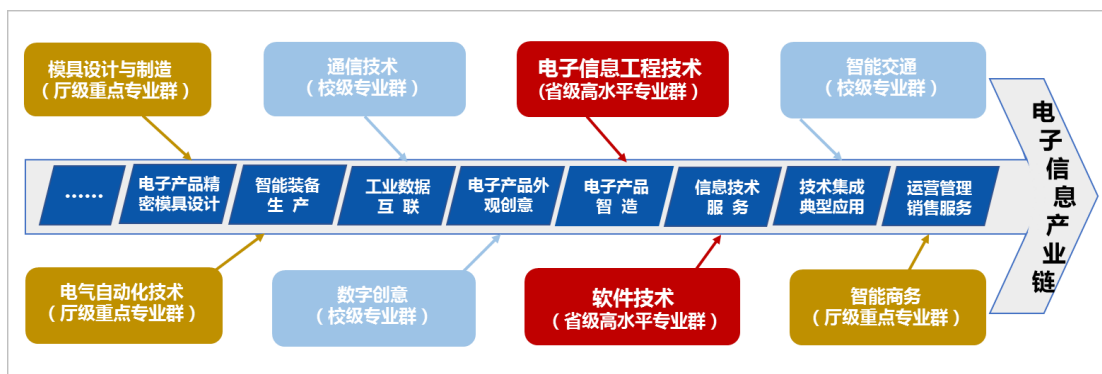 模具设计与制造
（厅级重点专业群）
通信技术
（校级专业群）
电子信息工程技术
(省级高水平专业群）
智能交通
（校级专业群）
……
电子产品精
密模具设计
智能装备
生 产
工业数据
互 联
电子产品外
观创意
电子产品
智 造
信息技术
服 务
技术集成
典型应用
运营管理
销售服务
电子信息产业链
电气自动化技术
（厅级重点专业群）
数字创意
（校级专业群）
软件技术
（省级高水平专业群）
智能商务
（厅级重点专业群）